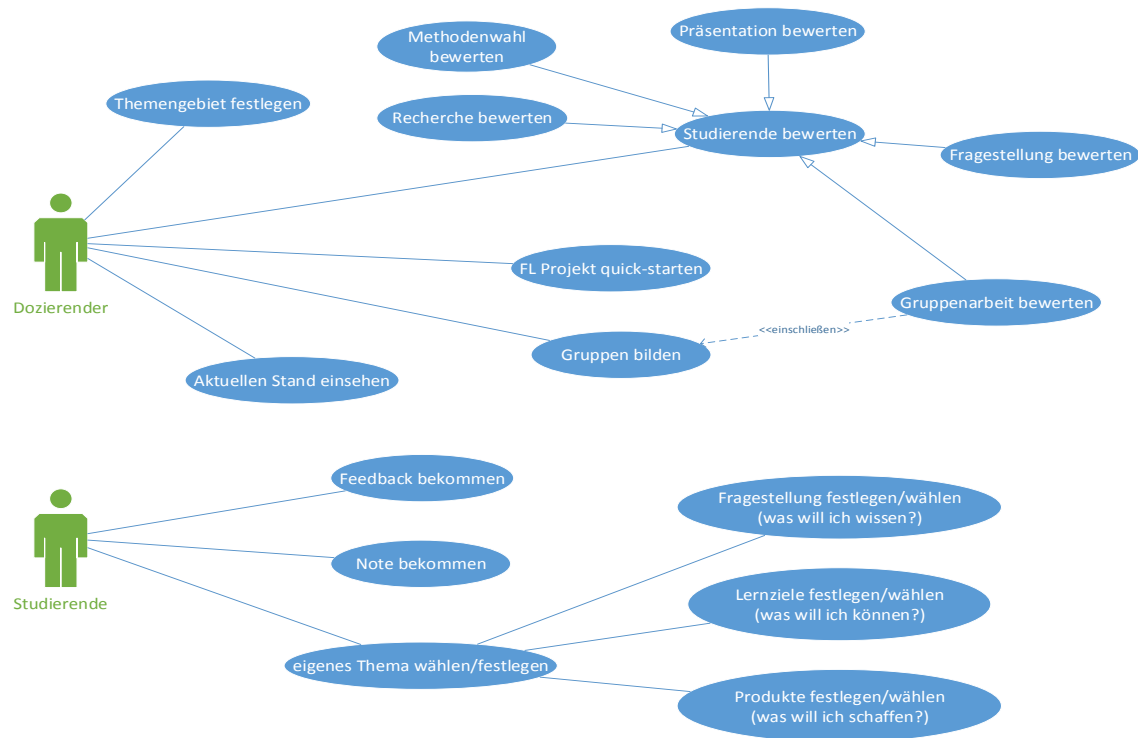 Methodenwahl
bewerten
Präsentation bewerten
Themengebiet festlegen
Recherche bewerten
Studierende bewerten
Fragestellung bewerten
Dozierender
FL Projekt quick-starten
Gruppenarbeit bewerten
<<einschließen>>
Gruppen bilden
Aktuellen Stand einsehen
Feedback bekommen
Fragestellung festlegen/wählen
(was will ich wissen?)
Note bekommen
Studierende
Lernziele festlegen/wählen
(was will ich können?)
eigenes Thema wählen/festlegen
Produkte festlegen/wählen
(was will ich schaffen?)